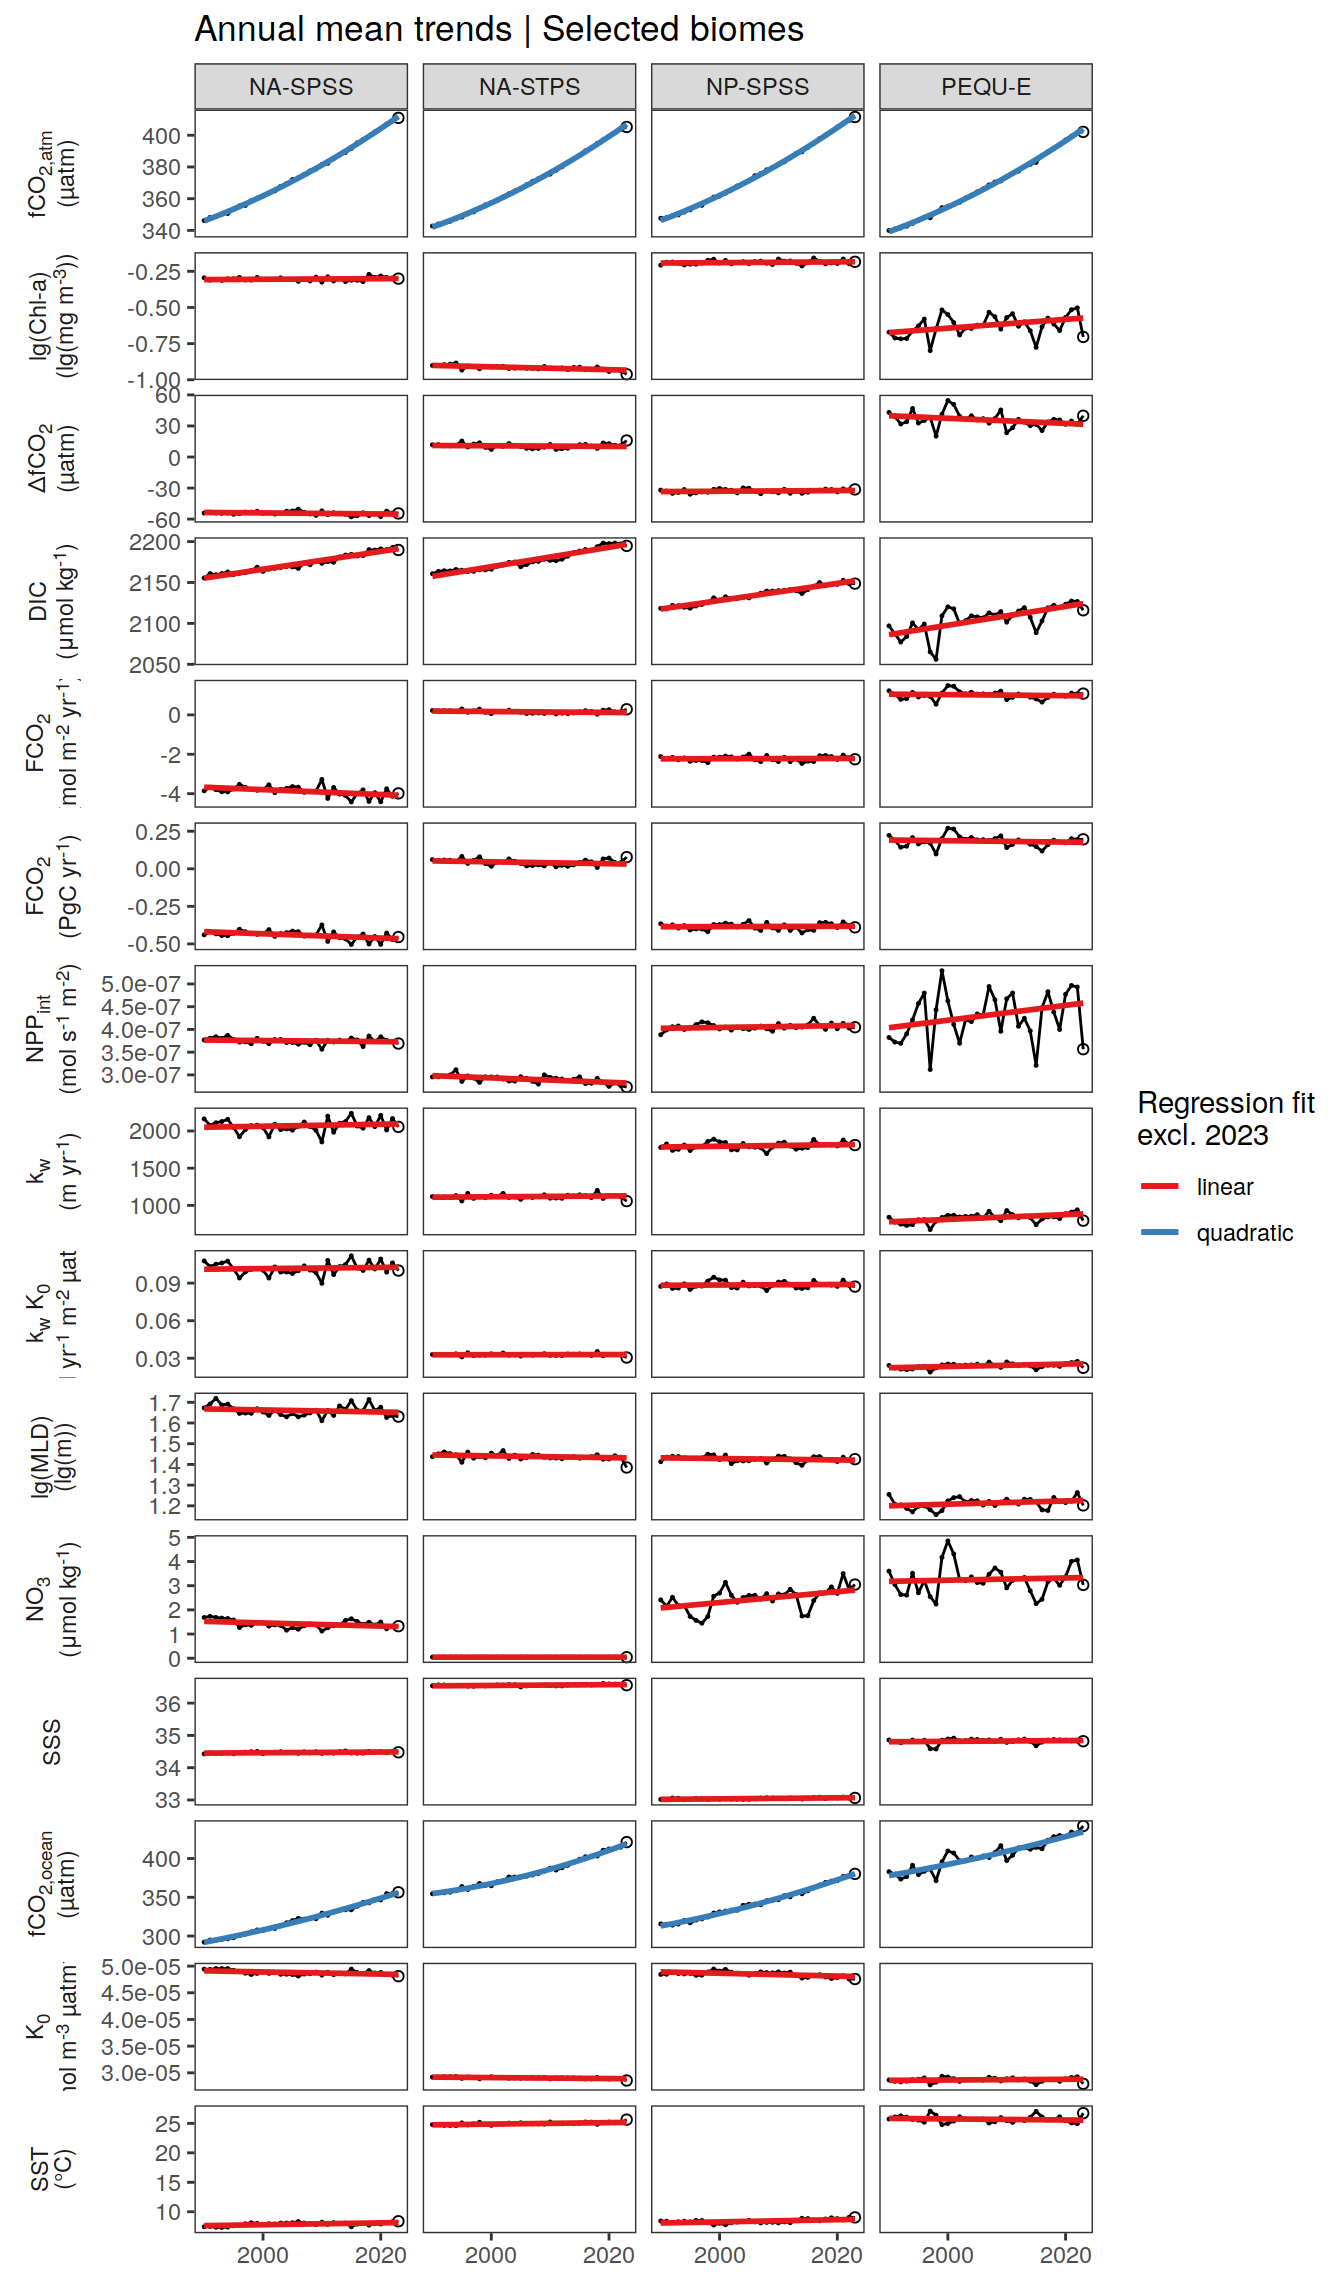 Annual mean trends | Selected biomes
NA-SPSS NA-STPS NP-SPSS PEQU-E
fCO2,atm
(µatm)
400
380
360
340
lg(Chl-a)
(lg(mg m-3))
-0.25
-0.50
-0.75
-1.00
ΔfCO2
(µatm)
60
30
0
-30
-60
DIC
(µmol kg-1)
2200
2150
2100
2050
FCO2
mol m-2 yr-1
0
-2
-4
FCO2
(PgC yr-1)
0.25
0.00
-0.25
-0.50
NPPint
(mol s-1 m-2)
5.0e-07
4.5e-07
4.0e-07
3.5e-07
3.0e-07
kw
(m yr-1)
2000
1500
1000
kw K0
yr-1 m-2 µat
0.09
0.06
0.03
lg(MLD)
(lg(m))
1.7
1.6
1.5
1.4
1.3
1.2
NO3
(µmol kg-1)
5
4
3
2
1
0
SSS
36
35
34
33
fCO2,ocean
(µatm)
400
350
300
K0
ol m-3 µatm
5.0e-05
4.5e-05
4.0e-05
3.5e-05
3.0e-05
SST
(°C)
25
20
15
10
2000 2020 2000 2020 2000 2020 2000 2020
Regression fit
excl. 2023
linear
quadratic